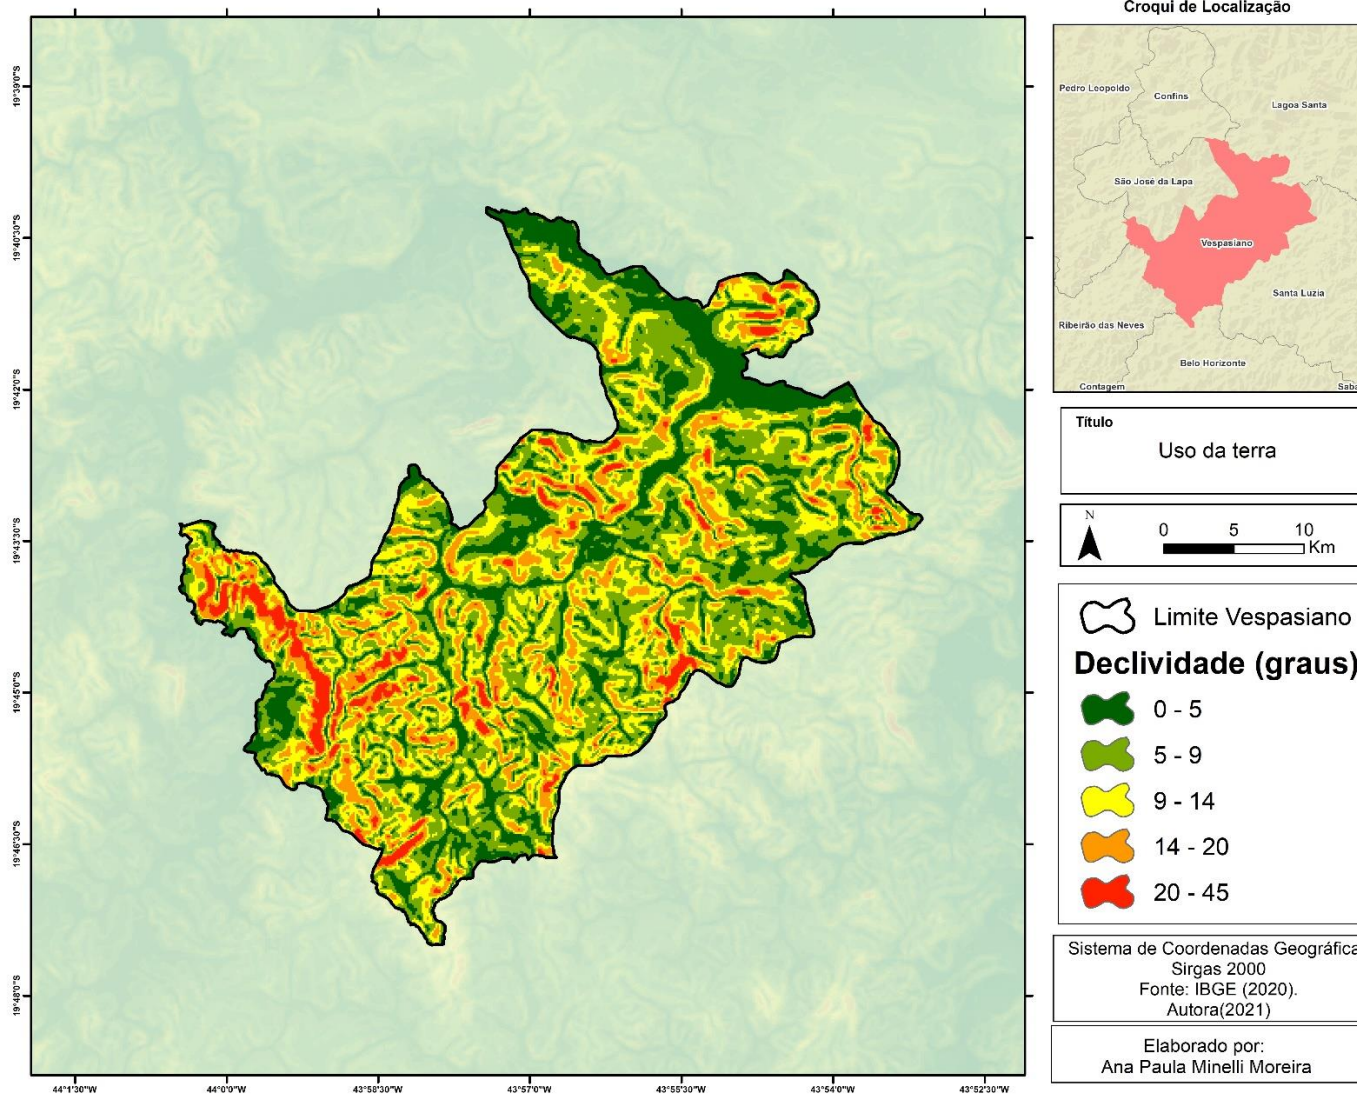 Croqui de Localização
Pedro Leopoldo
Confins
Lagoa Santa
São José da Lapa
Vespasiano
Santa Luzia
Ribeirão das Neves
Belo Horizonte
Contagem
Saba
Título
Uso da terra
N
0 5 10
Km
Limite Vespasiano
Declividade (graus)
0 - 5
5 - 9
9 - 14
14 - 20
20 - 45
Sistema de Coordenadas Geográfica
Sirgas 2000
Fonte: IBGE (2020).
Autora(2021)
Elaborado por:
Ana Paula Minelli Moreira
19°39'0"S
19°40'30"S
19°42'0"S
19°43'30"S
19°45'0"S
19°46'30"S
19°48'0"S
44°1'30"W 44°0'0"W 43°58'30"W 43°57'0"W 43°55'30"W 43°54'0"W 43°52'30"W